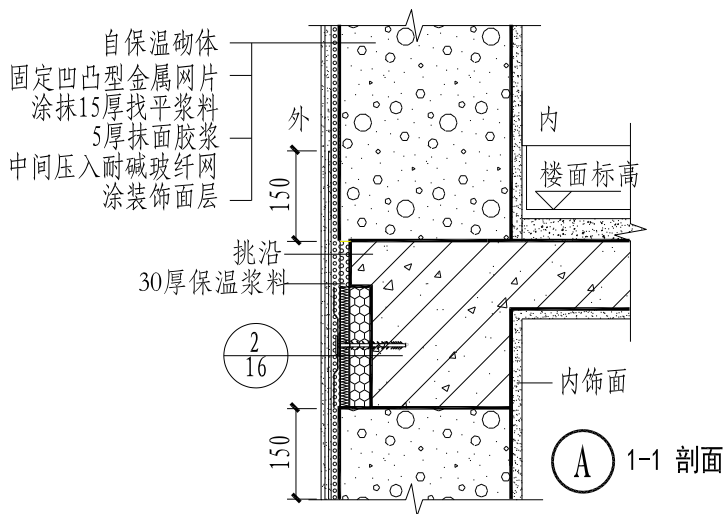 自保温砌体
固定凹凸型金属网片
涂抹15厚找平浆料
5厚抹面胶浆
中间压入耐碱玻纤网
涂装饰面层
外
内
150
楼面标高
挑沿
30厚保温浆料
2
16
内饰面
150
A
1-1 剖面